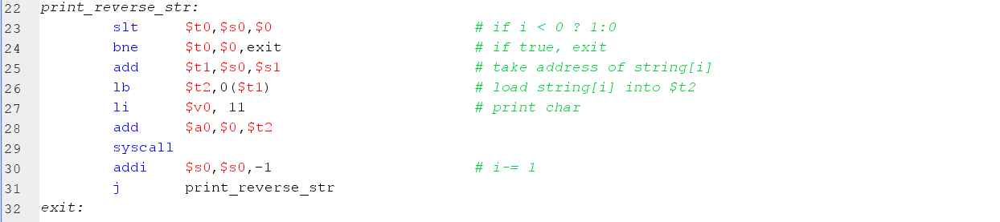 22 print_reverse_str:
23 slt $t0,$s0,$0 # if i < 0 ? 1:0
24 bne $t0,$0,exit # if true, exit
25 add $t1,$s0,$s1 # take address of string[i]
26 lb $t2,0($t1) # load string[i] into $t2
27 li $v0, 11 # print char
28 add $a0,$0,$t2
29 syscall
30 addi $s0,$s0,-1 # i-= 1
31 j print_reverse_str
32 exit: